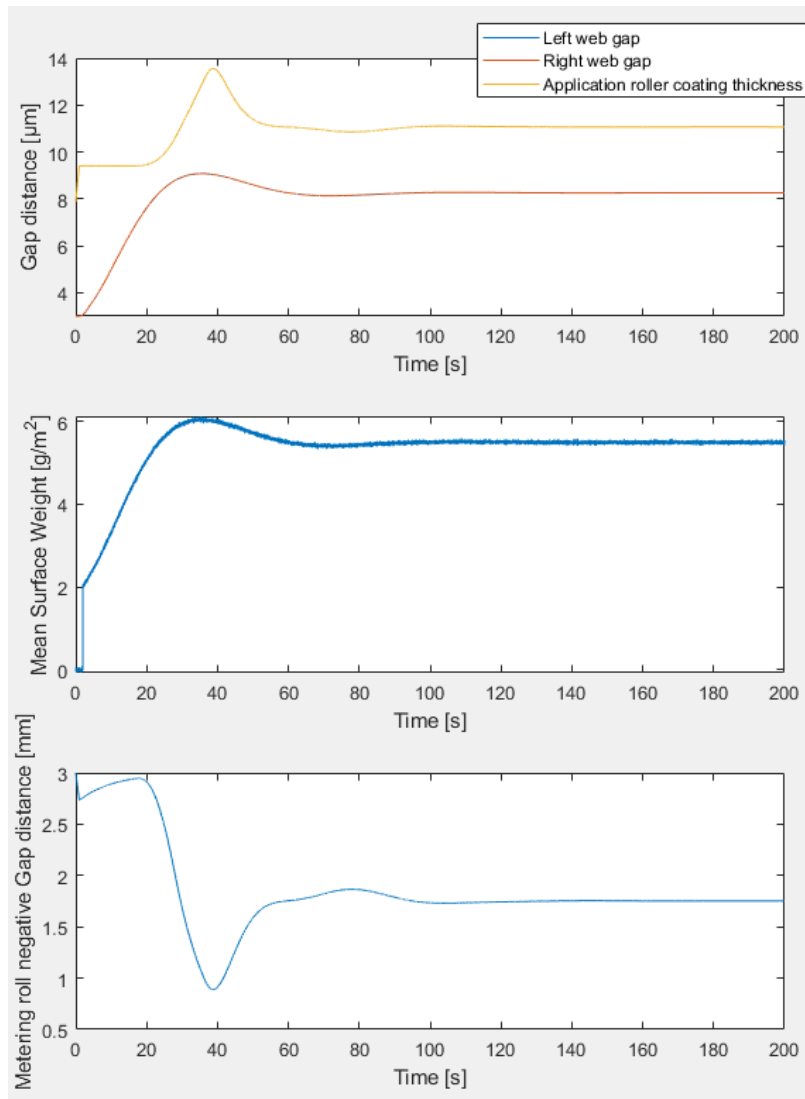 Left web gap
Right web gap
Application roller coating thickness
14
12
10
8
6
4
Gap distance [µm]
0 20 40 60 80 100 120 140 160 180 200
Time [s]
6
4
2
0
Mean Surface Weight [g/m²]
0 20 40 60 80 100 120 140 160 180 200
Time [s]
3
2.5
2
1.5
1
0.5
Metering roll negative Gap distance [mm]
0 20 40 60 80 100 120 140 160 180 200
Time [s]